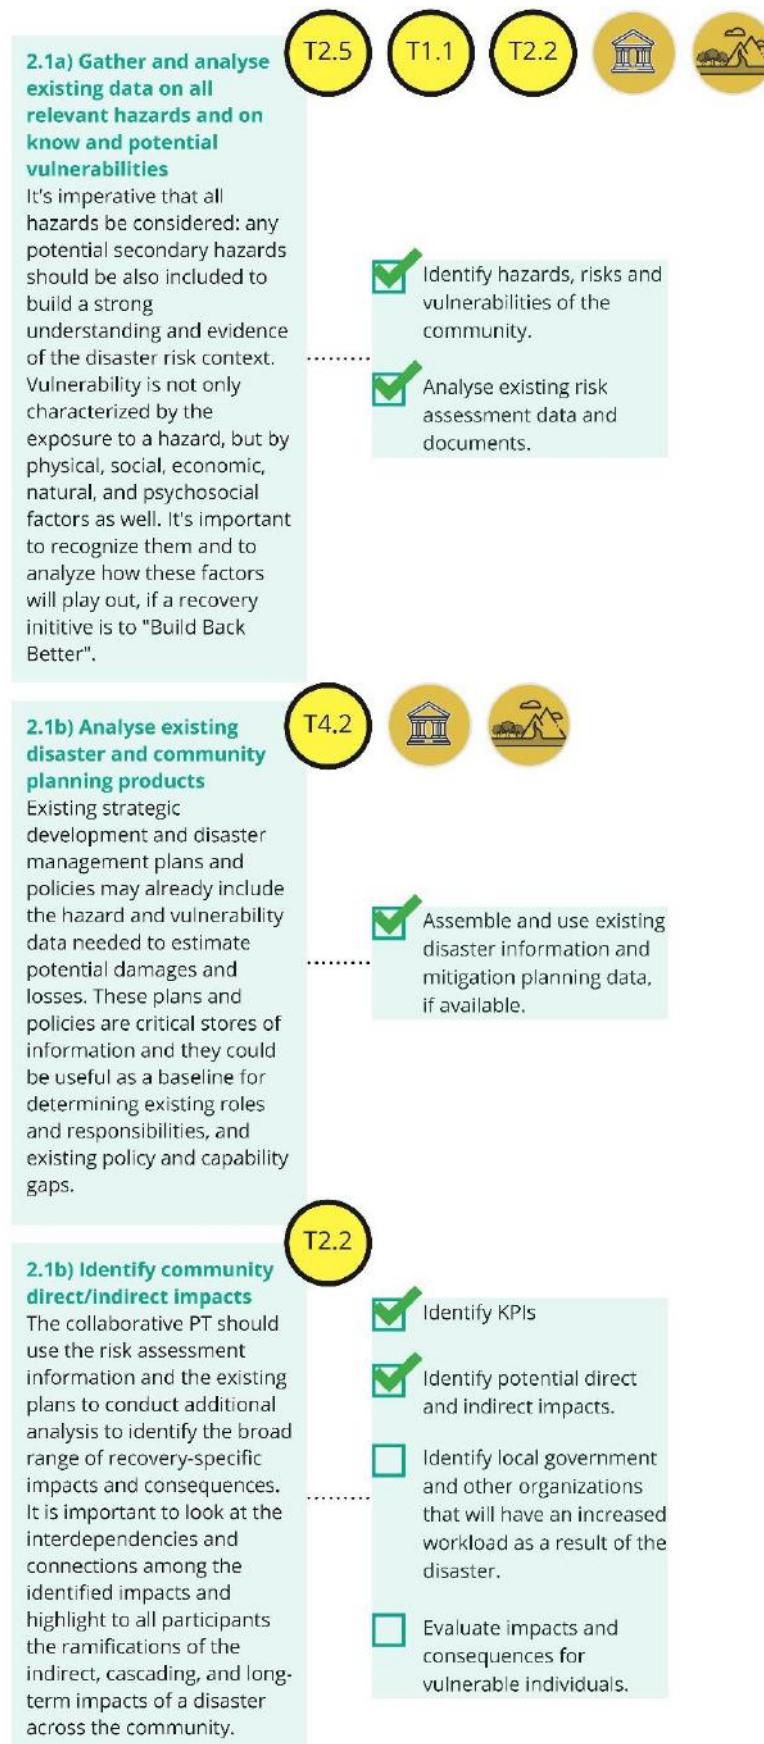 T2.5
T1.1
T2.2
2.1a) Gather and analyse
existing data on all
relevant hazards and on
know and potential
vulnerabilities
It's imperative that all
hazards be considered: any
potential secondary hazards
should be also included to
build a strong
understanding and evidence
of the disaster risk context.
Vulnerability is not only
characterized by the
exposure to a hazard, but by
physical, social, economic,
natural, and psychosocial
factors as well. It's important
to recognize them and to
analyze how these factors
will play out, if a recovery
inititive is to "Build Back
Better".
Identify hazards, risks and
vulnerabilities of the
community.
Analyse existing risk
assessment data and
documents.
T4.2
2.1b) Analyse existing
disaster and community
planning products
Existing strategic
development and disaster
management plans and
policies may already include
the hazard and vulnerability
data needed to estimate
potential damages and
losses. These plans and
policies are critical stores of
information and they could
be useful as a baseline for
determining existing roles
and responsibilities, and
existing policy and capability
gaps.
Assemble and use existing
disaster information and
mitigation planning data,
if available.
T2.2
2.1b) Identify community
direct/indirect impacts
The collaborative PT should
use the risk assessment
information and the existing
plans to conduct additional
analysis to identify the broad
range of recovery-specific
impacts and consequences.
It is important to look at the
interdependencies and
connections among the
identified impacts and
highlight to all participants
the ramifications of the
indirect, cascading, and long-
term impacts of a disaster
across the community.
Identify KPIs
Identify potential direct
and indirect impacts.
Identify local government
and other organizations
that will have an increased
workload as a result of the
disaster.
Evaluate impacts and
consequences for
vulnerable individuals.